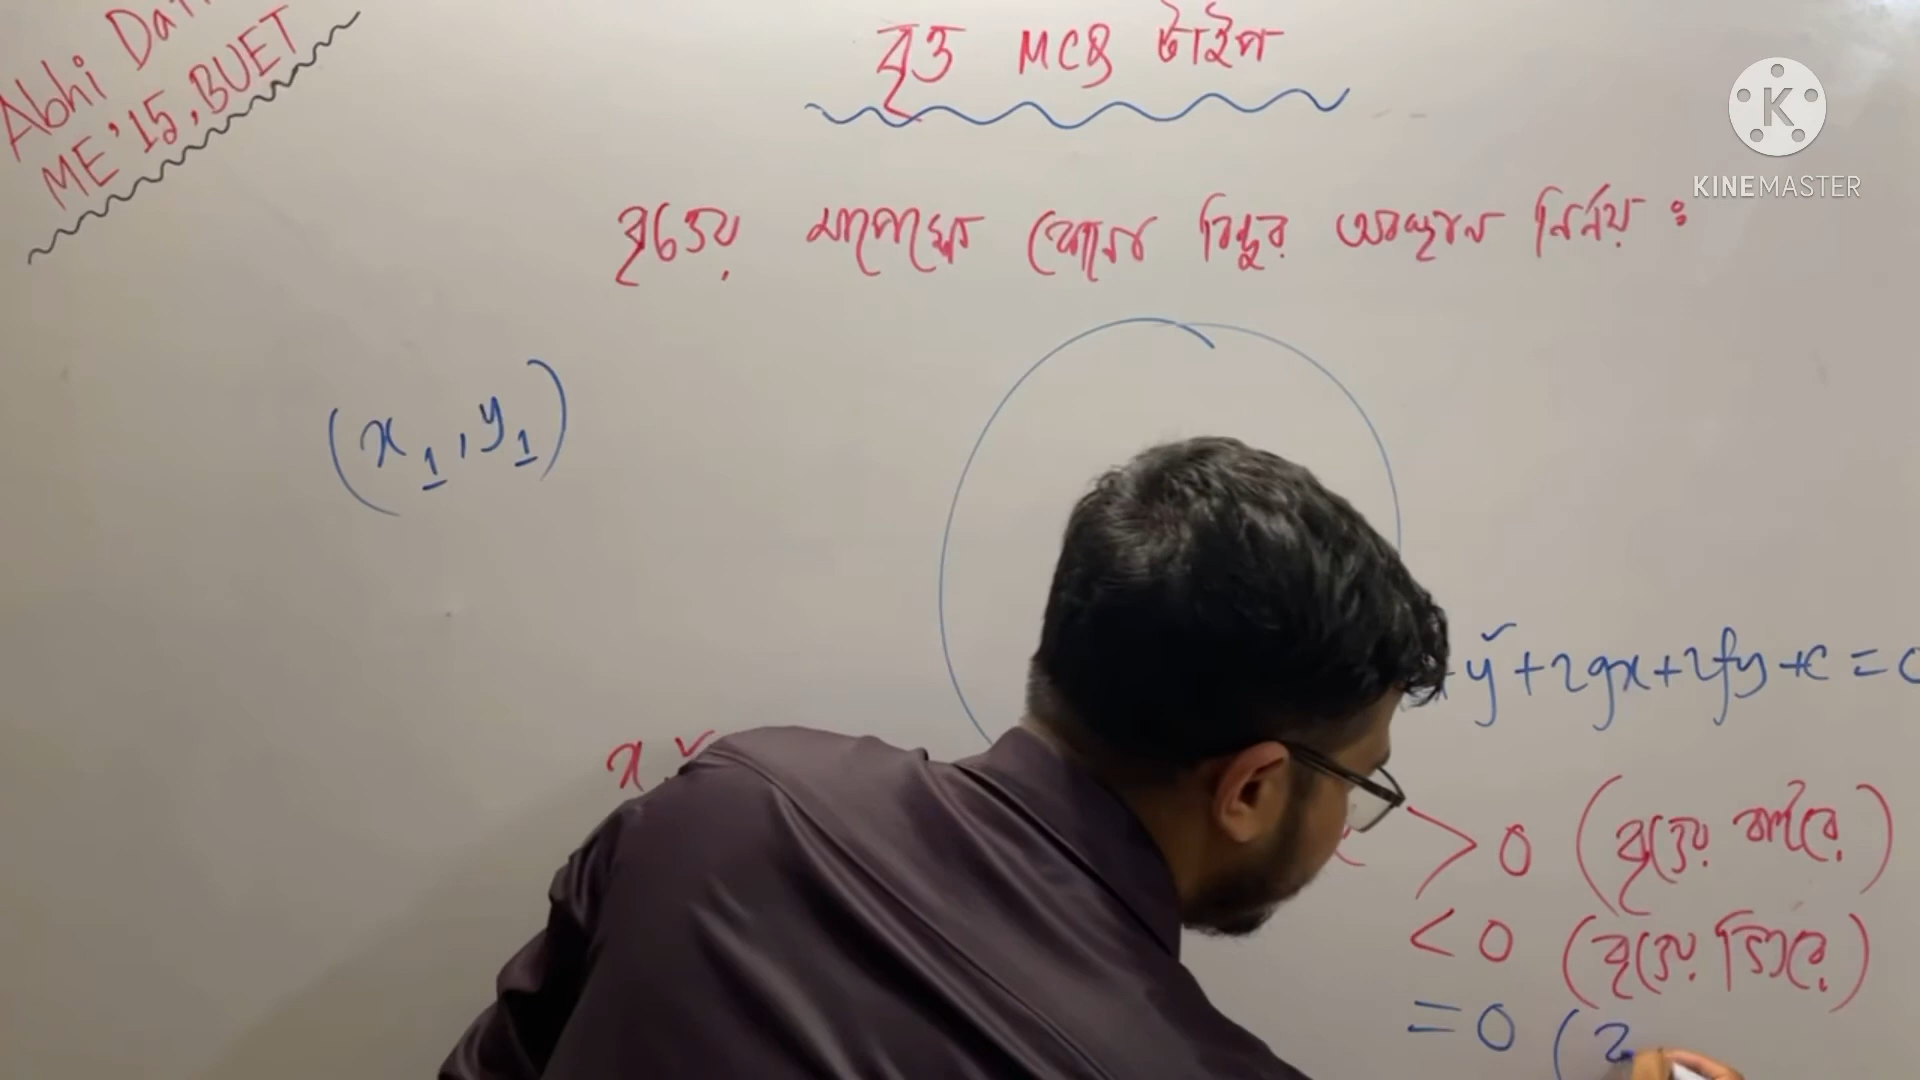 Abhi Da
ME'15, BUET
বৃত্ত MCQ টাইপ
KINEMASTER
বৃত্তের সাপেক্ষে কোনো বিন্দুর অবস্থান নির্ণয় :
(x₁, y₁)
y² + 2gx + 2fy + c = 0
x
> 0 (বৃত্তের বাইরে)
< 0 (বৃত্তের ভিতরে)
= 0 (